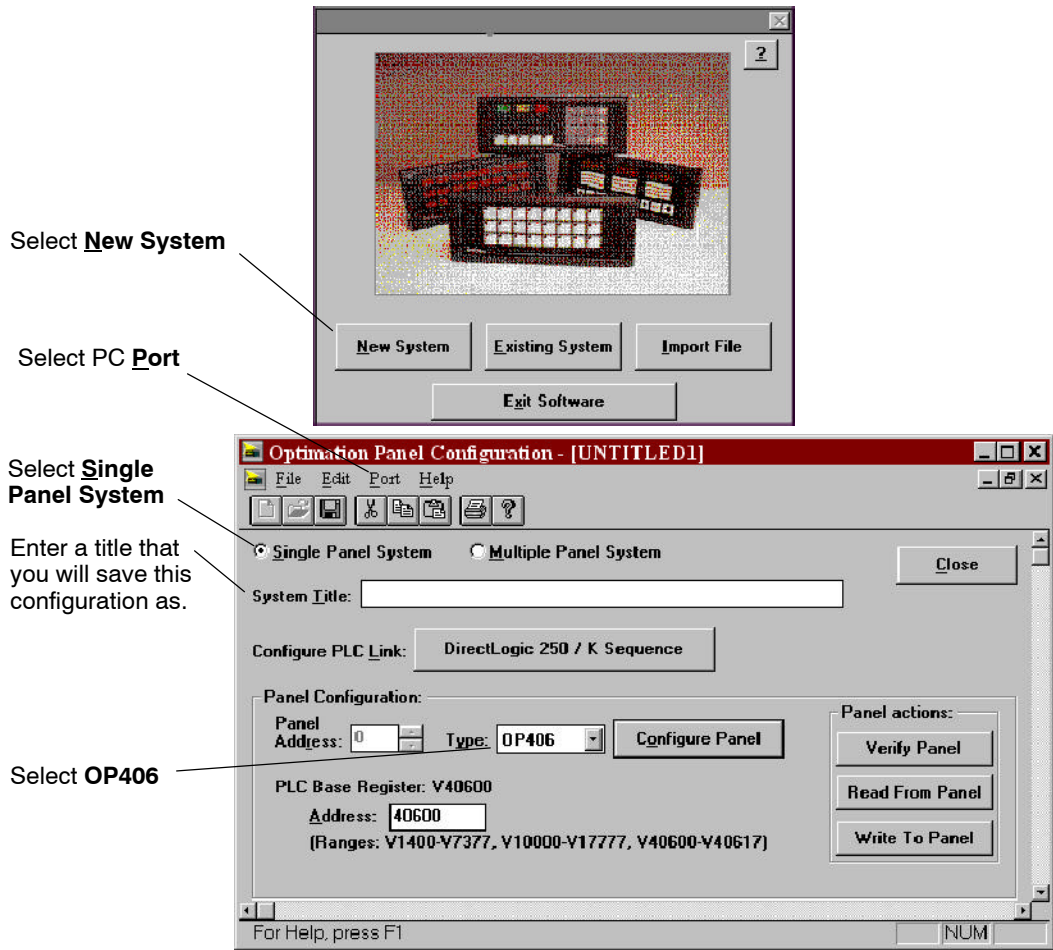 ?
Select New System
New System
Existing System
Import File
Select PC Port
Exit Software
Optimation Panel Configuration - [UNTITLED1]
File Edit Port Help
Select Single
Panel System
Single Panel System
Multiple Panel System
Close
Enter a title that
you will save this
configuration as.
System Title:
Configure PLC Link:
DirectLogic 250 / K Sequence
Panel Configuration:
Panel
Address:
0
Type:
OP406
Configure Panel
Panel actions:
Verify Panel
Read From Panel
Write To Panel
Select OP406
PLC Base Register: V40600
Address:
40600
(Ranges: V1400-V7377, V10000-V17777, V40600-V40617)
For Help, press F1
NUM